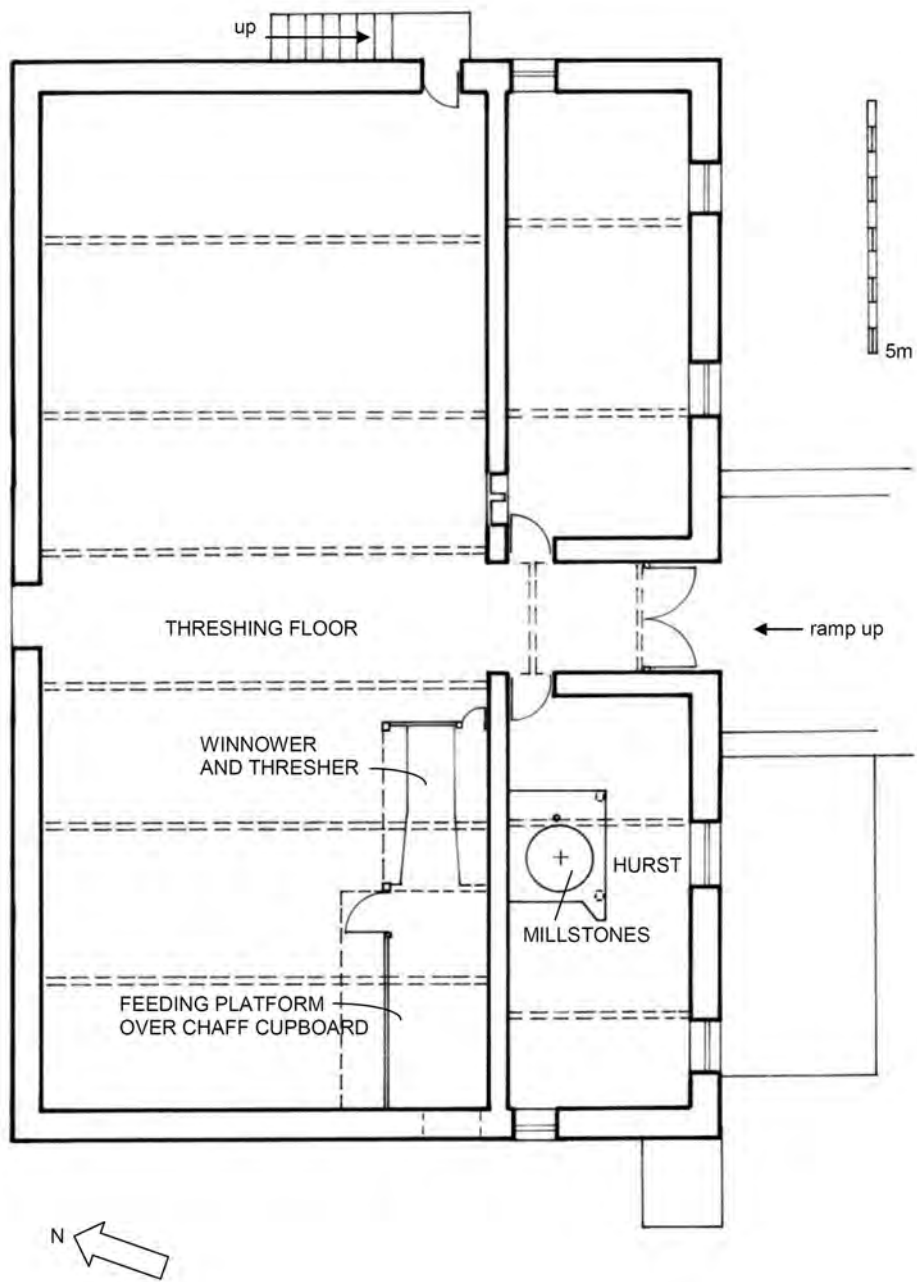 up
5m
THRESHING FLOOR
ramp up
WINNOWER
AND THRESHER
HURST
MILLSTONES
FEEDING PLATFORM
OVER CHAFF CUPBOARD
N